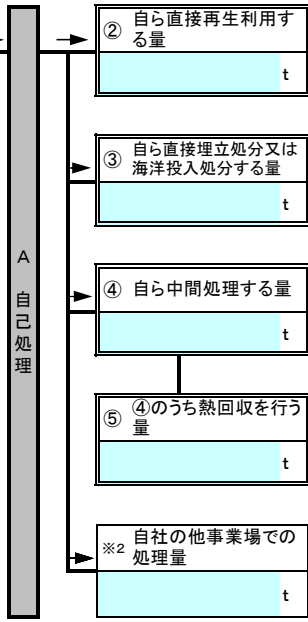 ② 自ら直接再生利用す
る量
t
③ 自ら直接埋立処分又は
海洋投入処分する量
t
A
自己処理
④ 自ら中間処理する量
t
⑤ ④のうち熱回収を行う
量
t
※2 自社の他事業場での
処理量
t